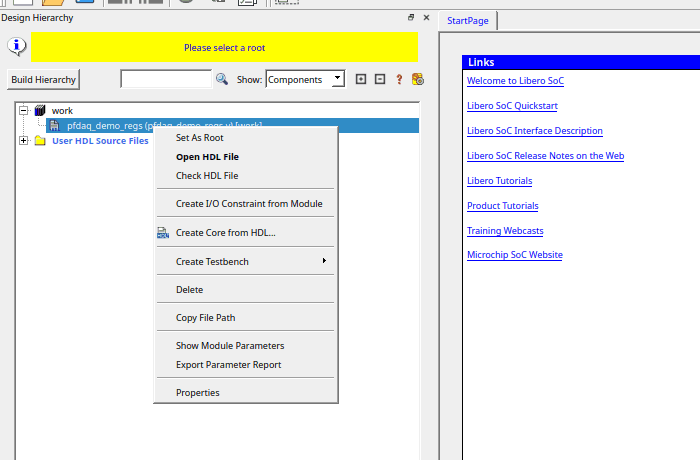 Design Hierarchy
StartPage
Please select a root
Build Hierarchy
Show: Components
work
pfdaq_demo_regs (pfdaq_demo_regs.v) [work]
User HDL Source Files
Set As Root
Open HDL File
Check HDL File
Create I/O Constraint from Module
Create Core from HDL...
Create Testbench
Delete
Copy File Path
Show Module Parameters
Export Parameter Report
Properties
Links
Welcome to Libero SoC
Libero SoC Quickstart
Libero SoC Interface Description
Libero SoC Release Notes on the Web
Libero Tutorials
Product Tutorials
Training Webcasts
Microchip SoC Website